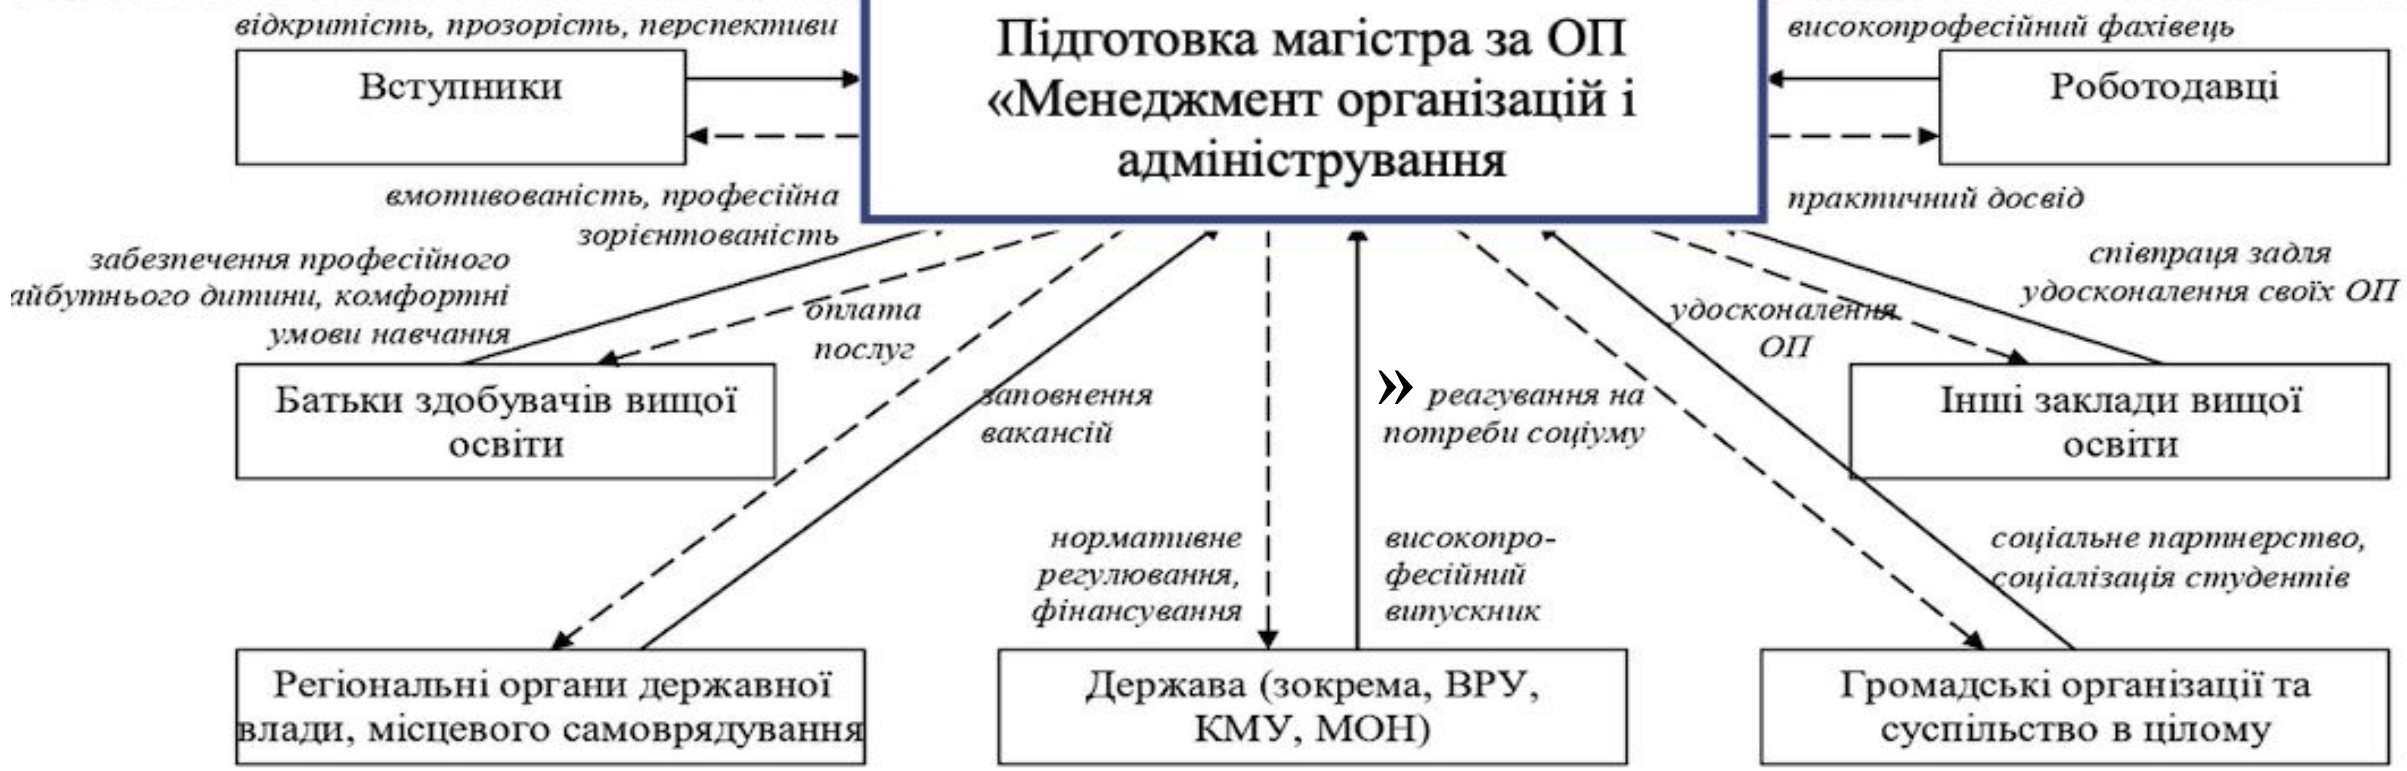 відкритість, прозорість, перспективи
Підготовка магістра за ОП
«Менеджмент організацій і
адміністрування
високопрофесійний фахівець
Вступники
Роботодавці
вмотивованість, професійна
зорієнтованість
практичний досвід
забезпечення професійного
айбутнього дитини, комфортні
умови навчання
оплата
послуг
удосконалення
ОП
співпраця задля
удосконалення своїх ОП
Батьки здобувачів вищої
освіти
заповнення
вакансій
»
реагування на
потреби соціуму
Інші заклади вищої
освіти
нормативне
регулювання,
фінансування
високопро-
фесійний
випускник
соціальне партнерство,
соціалізація студентів
Регіональні органи державної
влади, місцевого самоврядування
Держава (зокрема, ВРУ,
КМУ, МОН)
Громадські організації та
суспільство в цілому